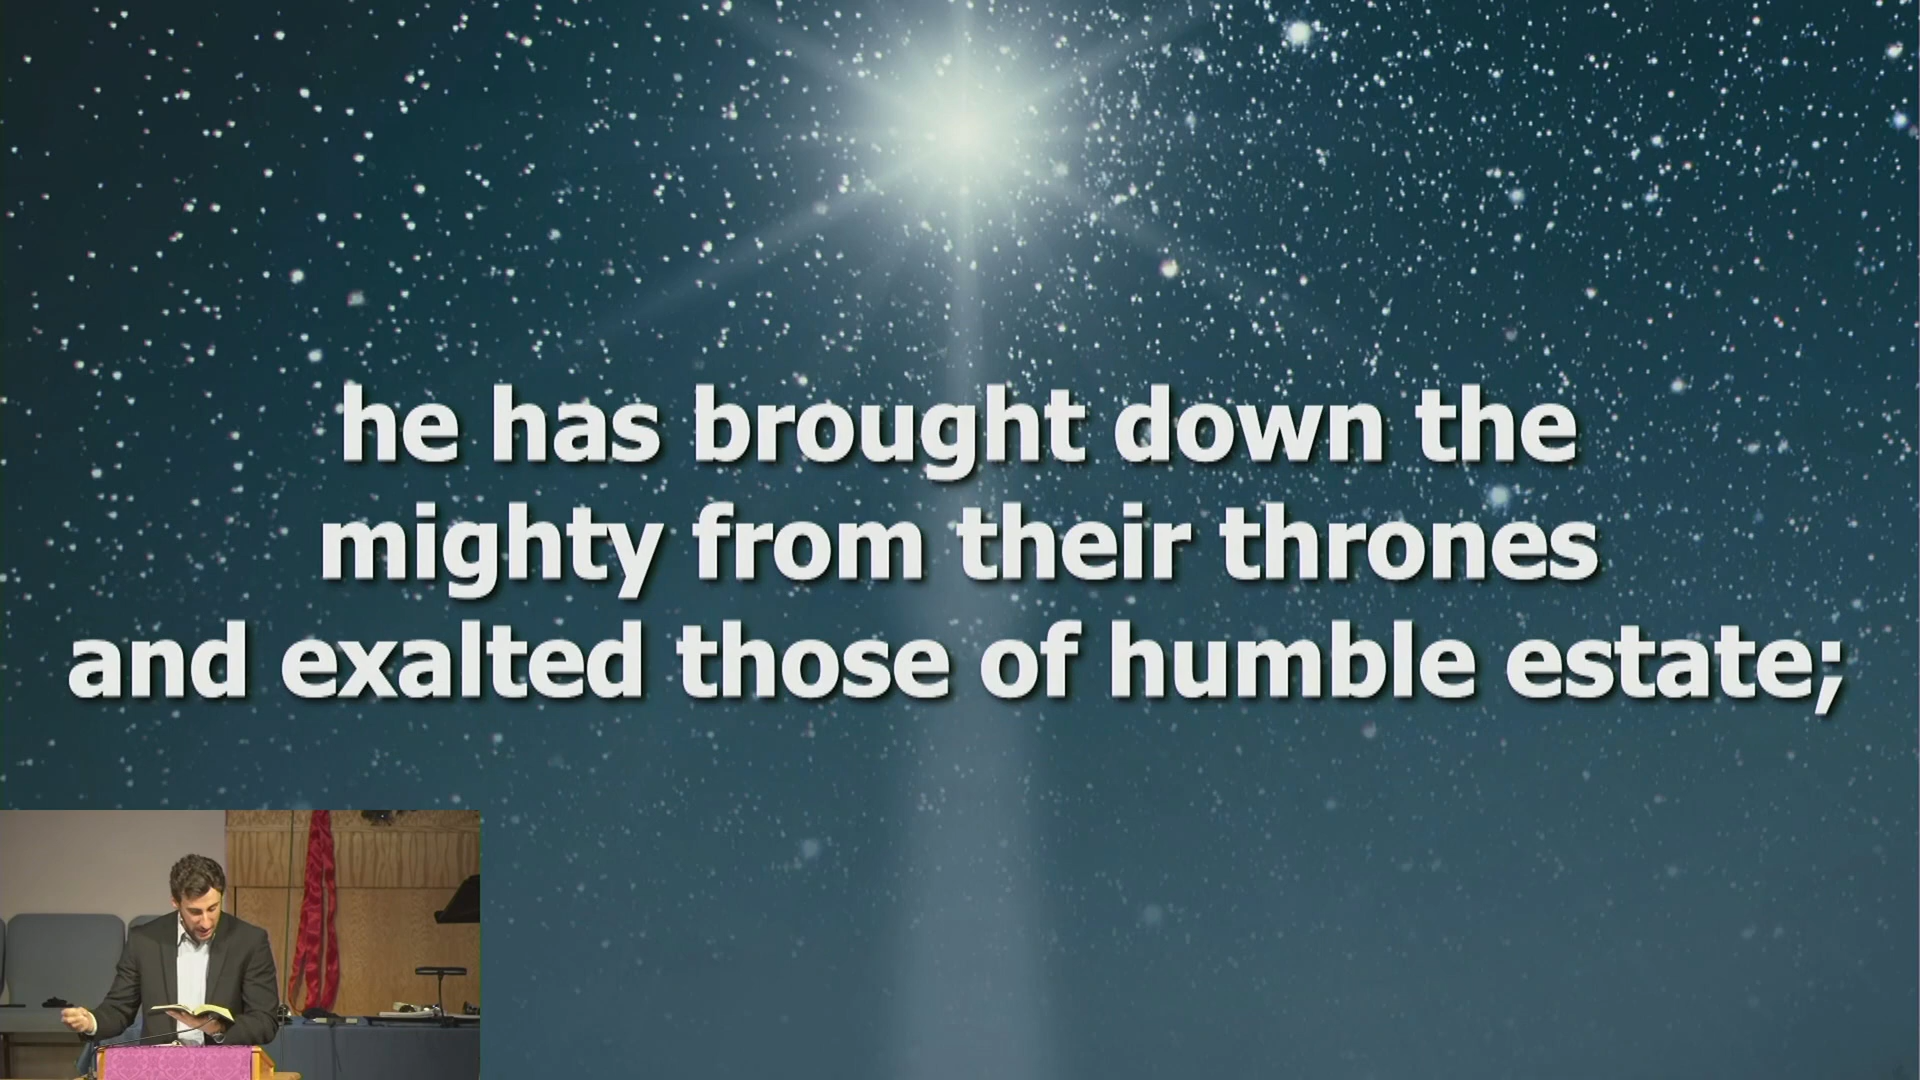 he has brought down the
mighty from their thrones
and exalted those of humble estate;